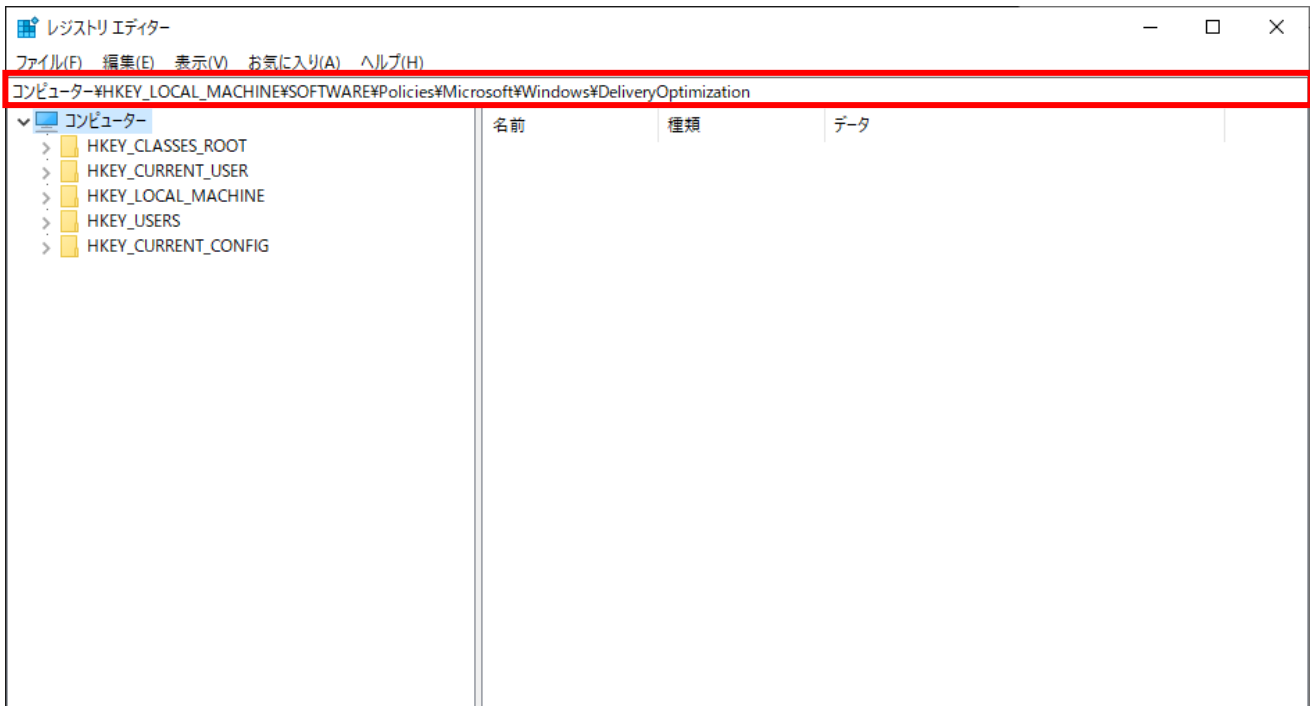 レジストリ エディター
ファイル(F) 編集(E) 表示(V) お気に入り(A) ヘルプ(H)
コンピューター¥HKEY_LOCAL_MACHINE¥SOFTWARE¥Policies¥Microsoft¥Windows¥DeliveryOptimization
コンピューター
HKEY_CLASSES_ROOT
HKEY_CURRENT_USER
HKEY_LOCAL_MACHINE
HKEY_USERS
HKEY_CURRENT_CONFIG
名前 種類 データ